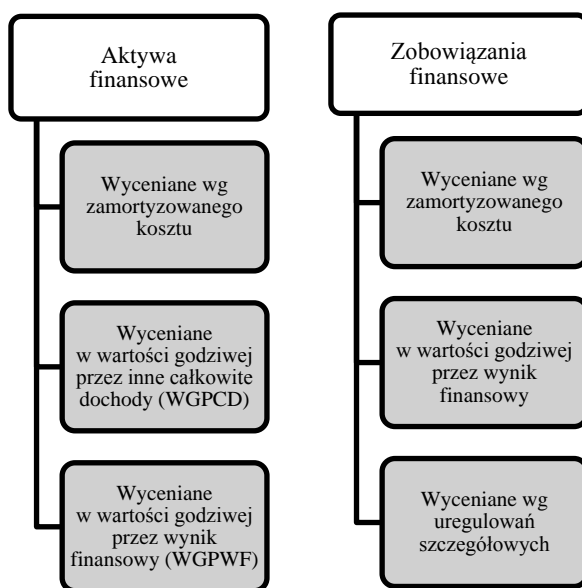 Aktywa
finansowe
Wyceniane wg
zamortyzowanego
kosztu
Wyceniane
w wartości godziwej
przez inne całkowite
dochody (WGPCD)
Wyceniane
w wartości godziwej
przez wynik
finansowy (WGPWF)
Zobowiązania
finansowe
Wyceniane wg
zamortyzowanego
kosztu
Wyceniane
w wartości godziwej
przez wynik
finansowy
Wyceniane wg
uregulowań
szczegółowych